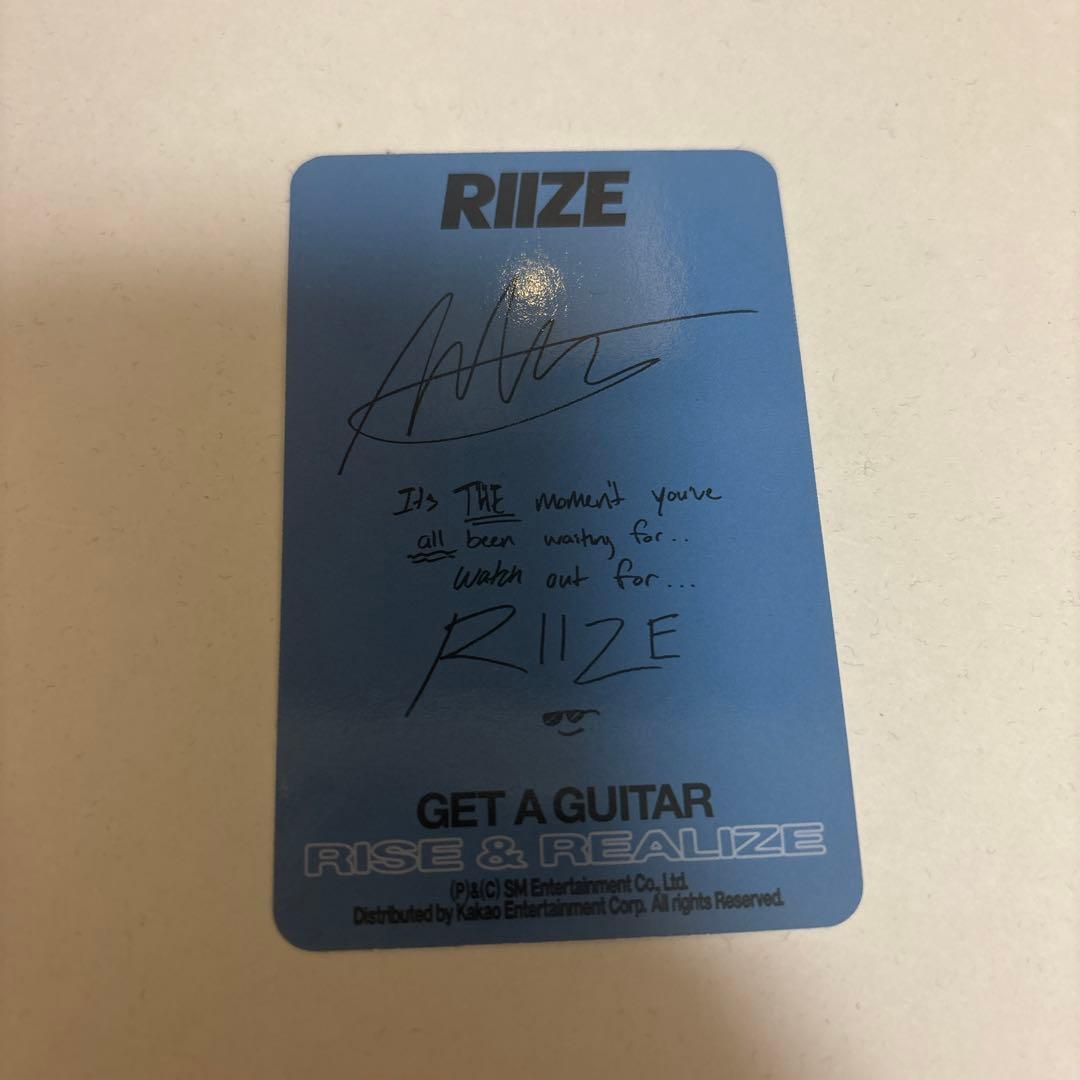 RIIZE
Its THE moment you've
all been waiting for..
watch out for...
RIIZE
GET A GUITAR
RISE & REALIZE
(P)&(C) SM Entertainment Co., Ltd.
Distributed by Kakao Entertainment Corp. All rights Reserved.